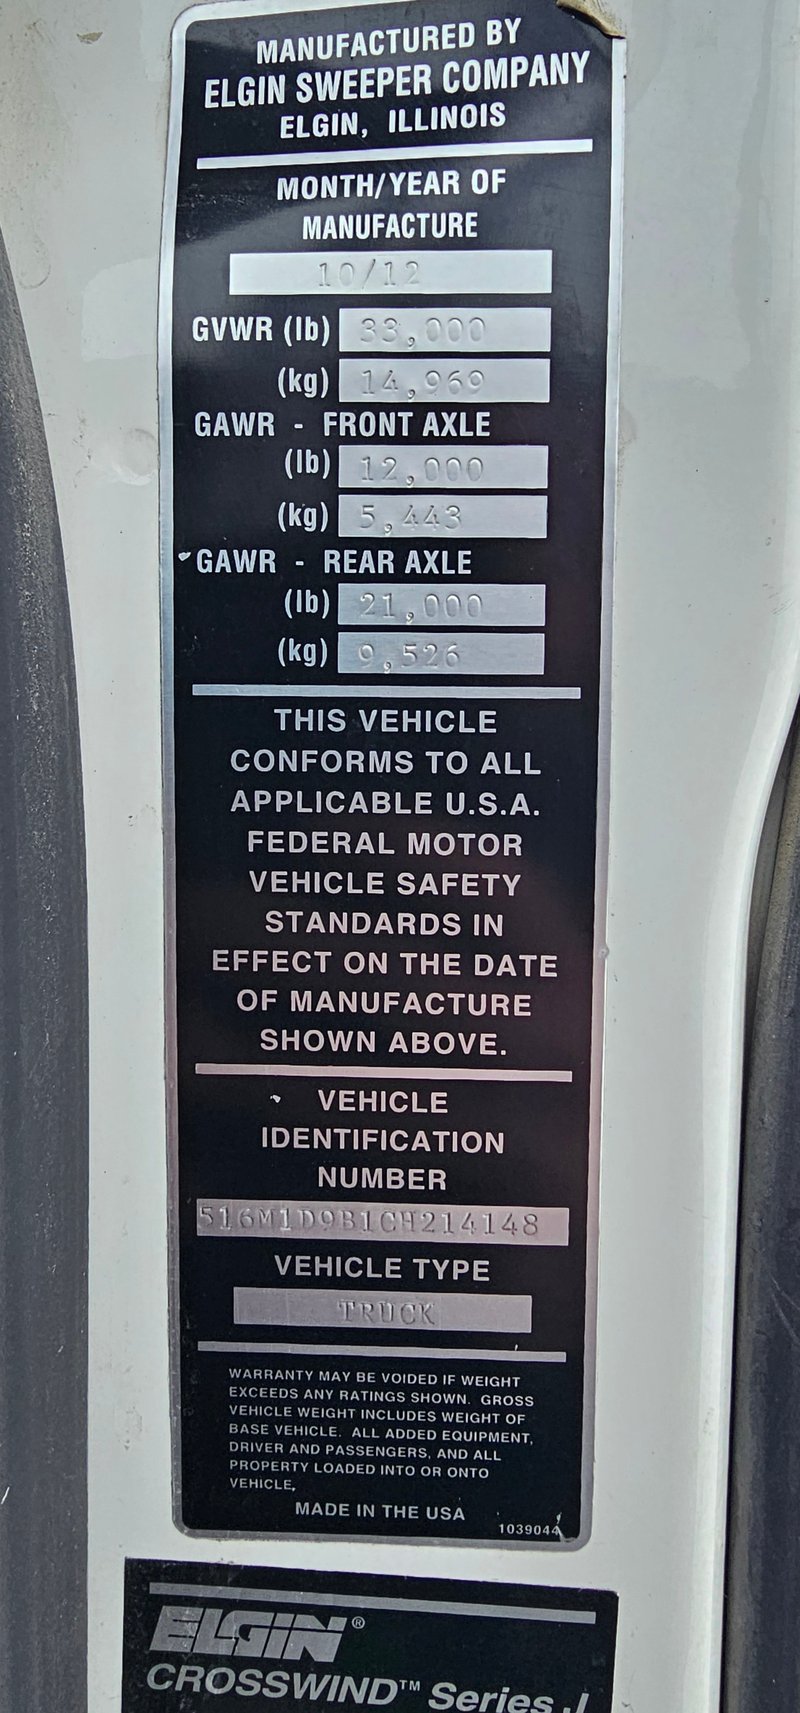 MANUFACTURED BY
ELGIN SWEEPER COMPANY
ELGIN, ILLINOIS
MONTH/YEAR OF
MANUFACTURE
10/12
GVWR (lb) 33,000
(kg) 14,969
GAWR - FRONT AXLE
(lb) 12,000
(kg) 5,443
GAWR - REAR AXLE
(lb) 21,000
(kg) 9,526
THIS VEHICLE
CONFORMS TO ALL
APPLICABLE U.S.A.
FEDERAL MOTOR
VEHICLE SAFETY
STANDARDS IN
EFFECT ON THE DATE
OF MANUFACTURE
SHOWN ABOVE.
VEHICLE
IDENTIFICATION
NUMBER
516M1D9B1CH214148
VEHICLE TYPE
TRUCK
WARRANTY MAY BE VOIDED IF WEIGHT
EXCEEDS ANY RATINGS SHOWN. GROSS
VEHICLE WEIGHT INCLUDES WEIGHT OF
BASE VEHICLE. ALL ADDED EQUIPMENT,
DRIVER AND PASSENGERS, AND ALL
PROPERTY LOADED INTO OR ONTO
VEHICLE.
MADE IN THE USA
1039044
ELGIN®
CROSSWIND™ Series J